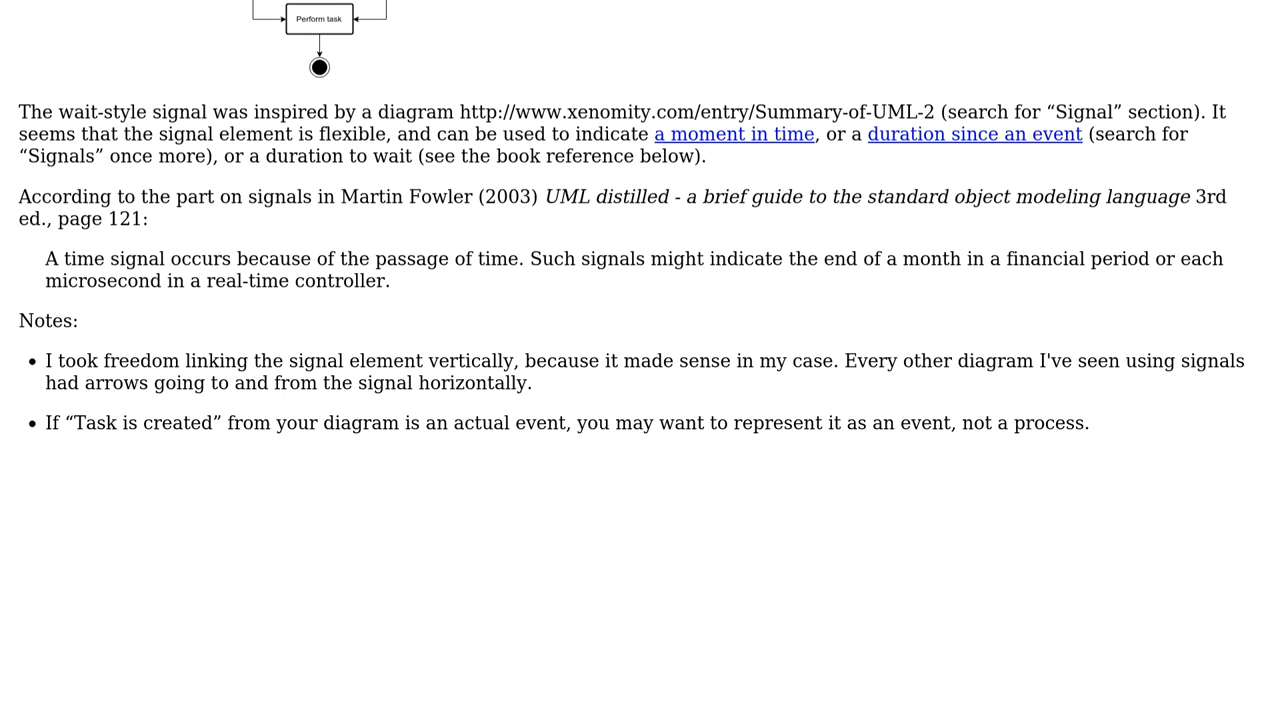 Perform task
The wait-style signal was inspired by a diagram http://www.xenomity.com/entry/Summary-of-UML-2 (search for “Signal” section). It
seems that the signal element is flexible, and can be used to indicate a moment in time, or a duration since an event (search for
“Signals” once more), or a duration to wait (see the book reference below).
According to the part on signals in Martin Fowler (2003) UML distilled - a brief guide to the standard object modeling language 3rd
ed., page 121:
A time signal occurs because of the passage of time. Such signals might indicate the end of a month in a financial period or each
microsecond in a real-time controller.
Notes:
• I took freedom linking the signal element vertically, because it made sense in my case. Every other diagram I've seen using signals
had arrows going to and from the signal horizontally.
• If “Task is created” from your diagram is an actual event, you may want to represent it as an event, not a process.